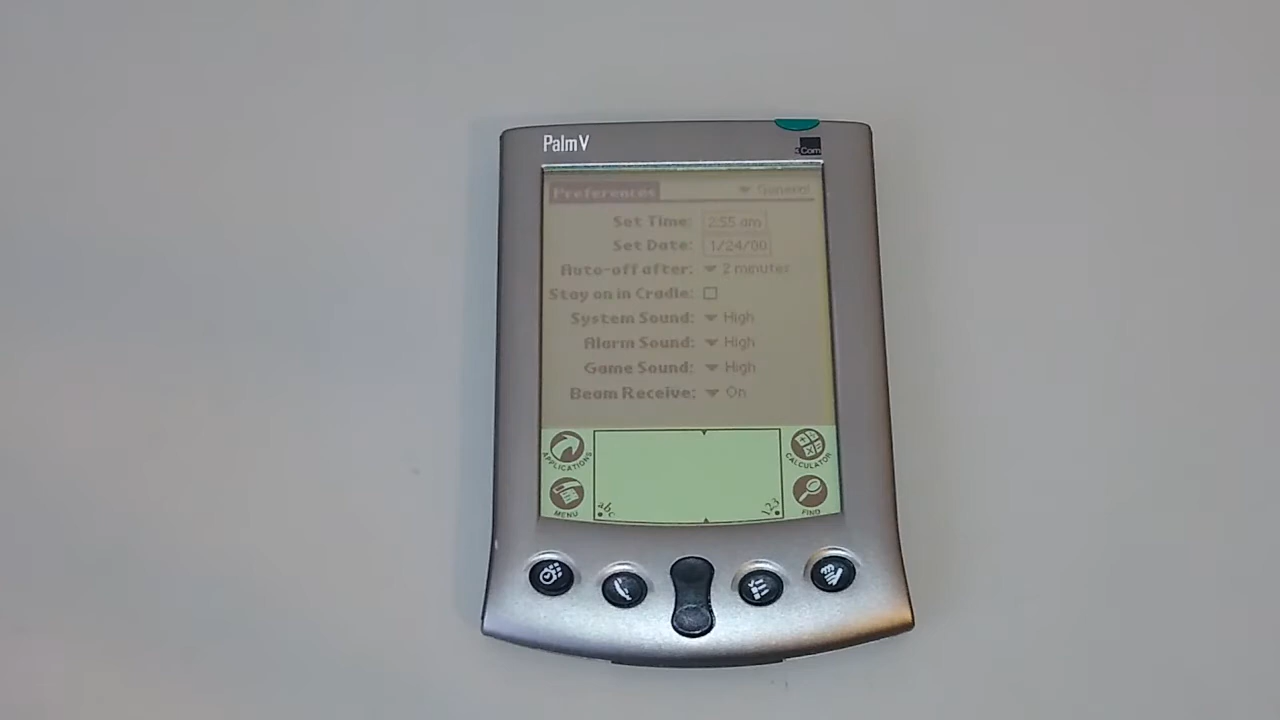 Palm V
3Com
Preferences General
Set Time: 2:55 am
Set Date: 1/24/00
Auto-off after: 2 minutes
Stay on in Cradle:
System Sound: High
Alarm Sound: High
Game Sound: High
Beam Receive: On
APPLICATIONS CALCULATOR
MENU abc 123 FIND